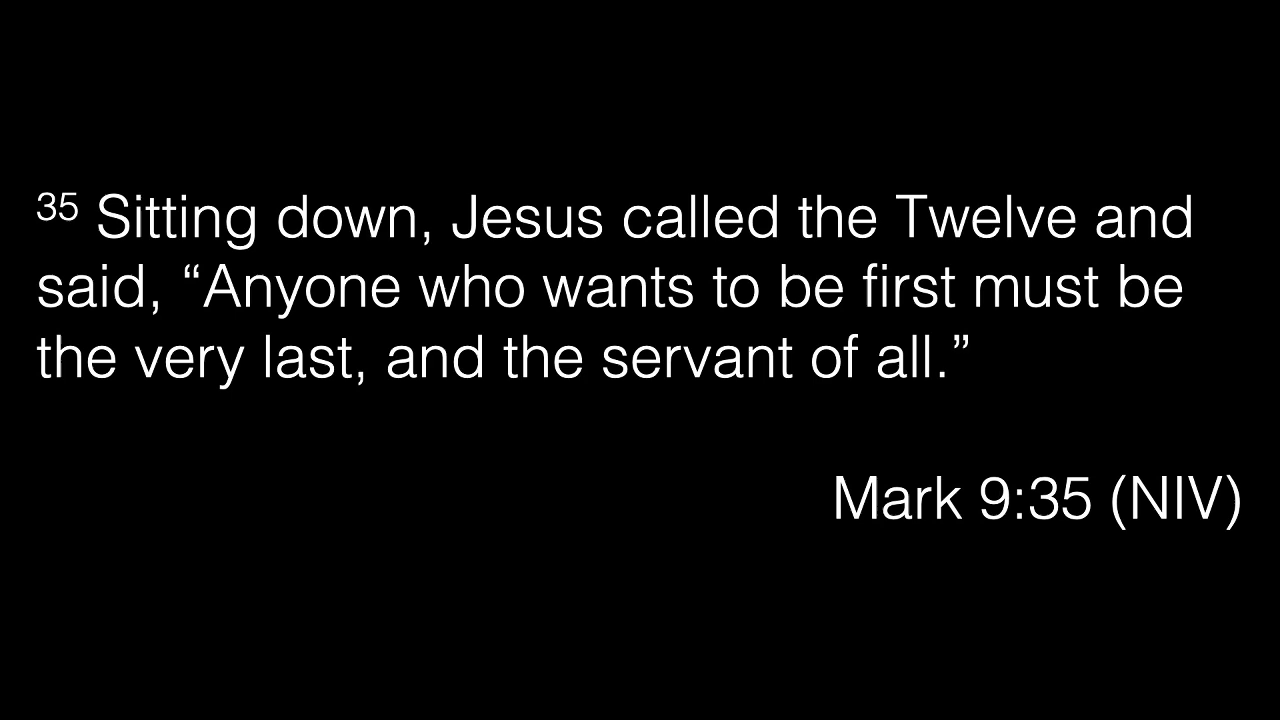 35 Sitting down, Jesus called the Twelve and
said, “Anyone who wants to be first must be
the very last, and the servant of all.”
Mark 9:35 (NIV)